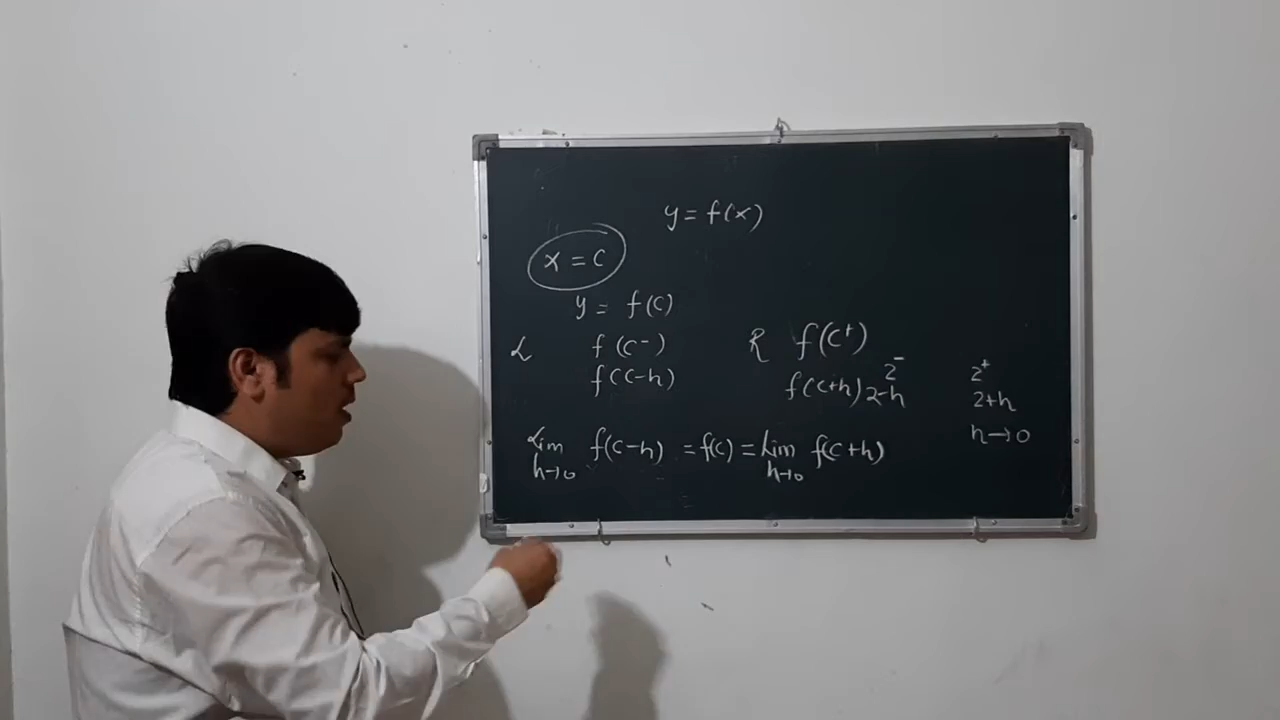 y = f(x)
x = c
y = f(c)
L f(c-) R f(c+)
f(c-h) f(c+h) 2- 2+
2-h 2+h
h→0
Lim h→0 f(c-h) = f(c) = Lim h→0 f(c+h)